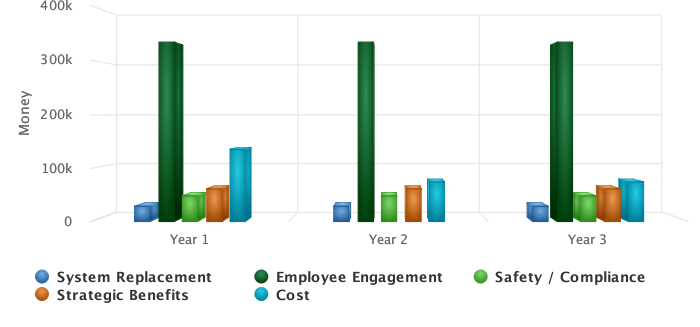 400k
300k
200k
100k
0
Money
Year 1
Year 2
Year 3
System Replacement
Employee Engagement
Safety / Compliance
Strategic Benefits
Cost